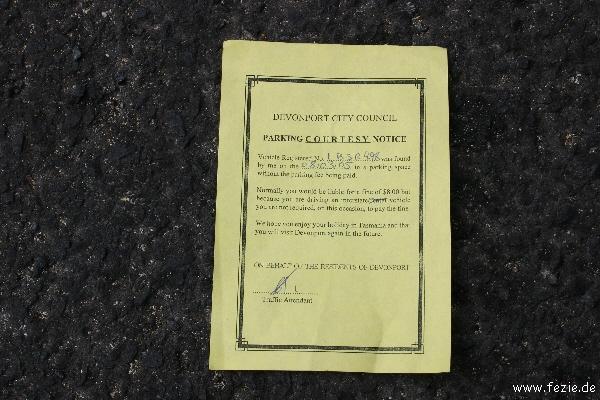 DEVONPORT CITY COUNCIL
PARKING COURTESY NOTICE
Vehicle Registered No. was found
by me on the 28.03.05 in a parking space
without the parking fee being paid.
Normally you would be liable for a fine of $8.00 but
because you are driving an interstate/rental vehicle
you are not required, on this occasion, to pay the fine.
We hope you enjoy your holiday in Tasmania and that
you will visit Devonport again in the future.
ON BEHALF OF THE RESIDENTS OF DEVONPORT
Traffic Attendant
www.fezie.de